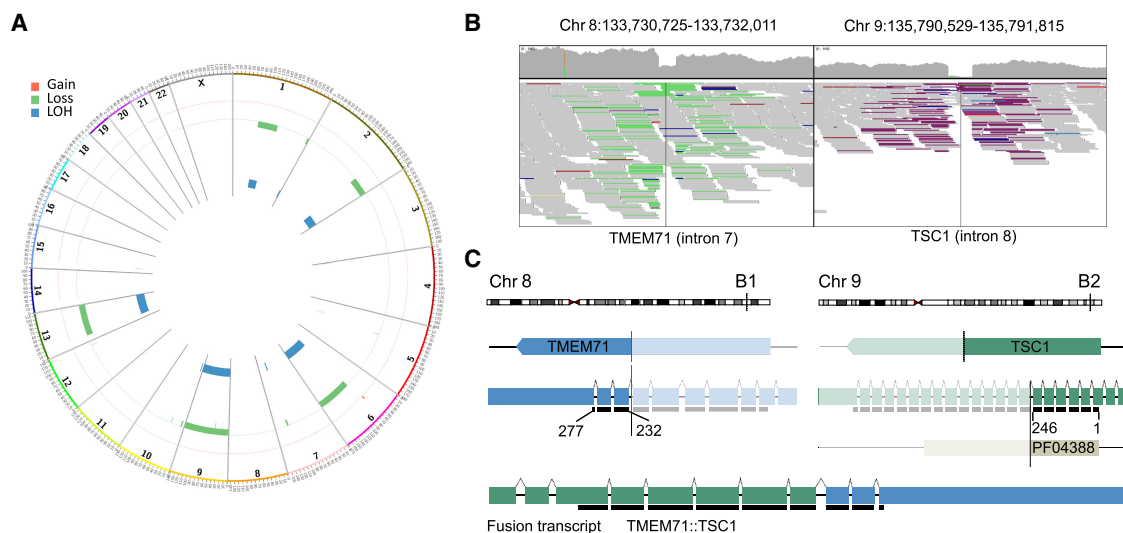 A
Gain
Loss
LOH
1
2
3
4
5
6
7
8
9
10
11
12
13
14
15
16
17
18
19
20
21
22
X
B
Chr 8:133,730,725-133,732,011
Chr 9:135,790,529-135,791,815
TMEM71 (intron 7)
TSC1 (intron 8)
C
Chr 8
B1
Chr 9
B2
TMEM71
TSC1
277
232
246
1
PF04388
Fusion transcript
TMEM71::TSC1